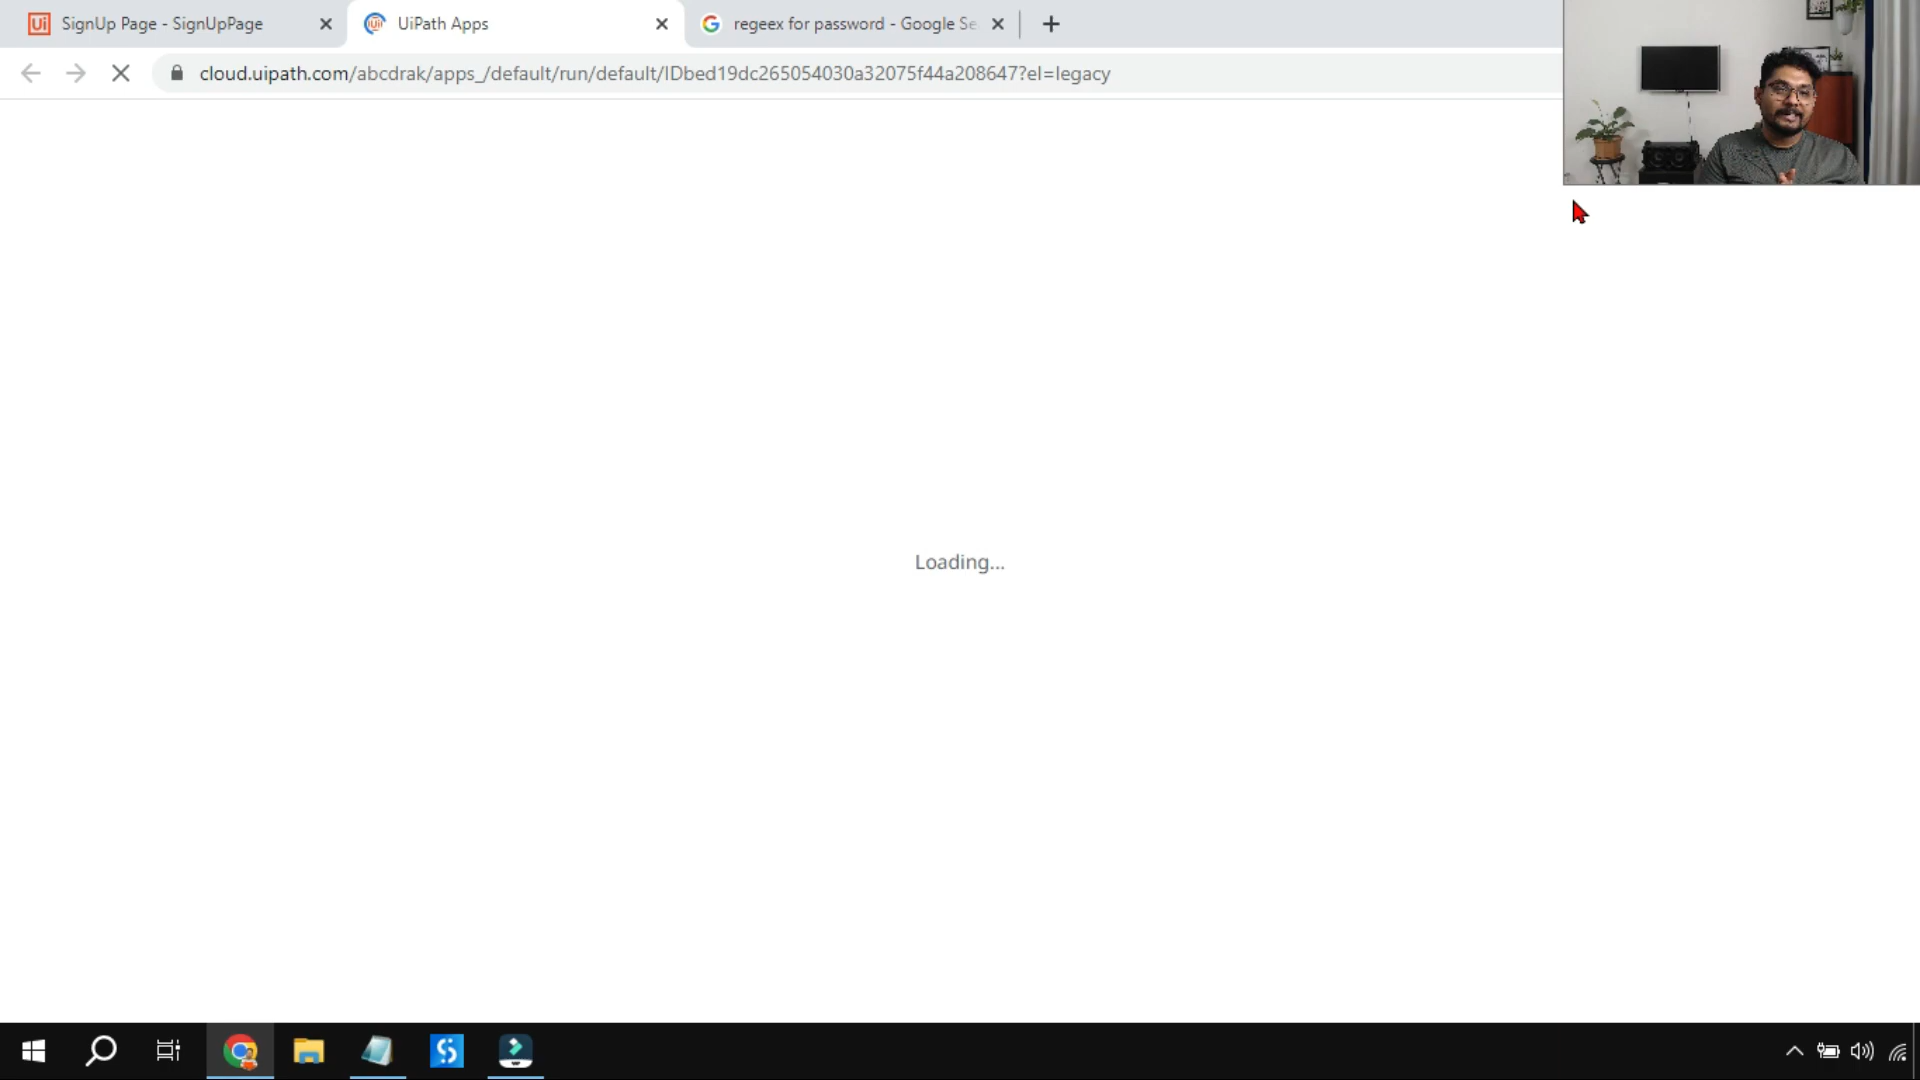 SignUp Page - SignUpPage
UiPath Apps
regeex for password - Google Se
cloud.uipath.com/abcdrak/apps_/default/run/default/IDbed19dc265054030a32075f44a208647?el=legacy
Loading...